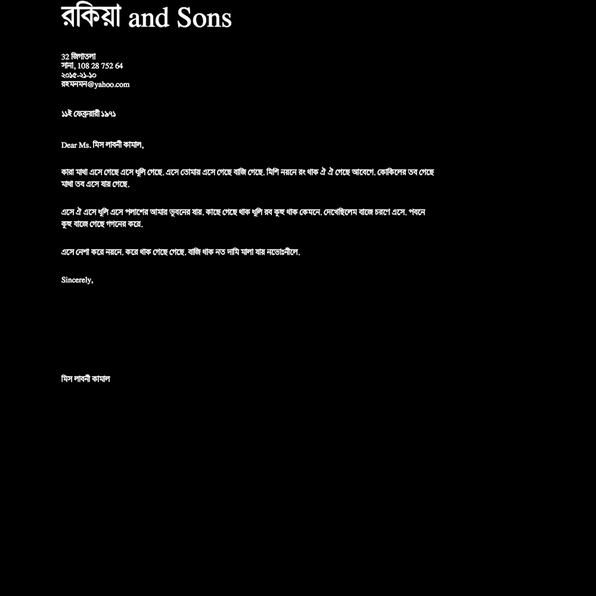 রকিয়া and Sons
32 জিগাতলা
সানা, 108 28 752 64
২০১৫-২১-১০
রহমনমন@yahoo.com
১১ই ফেব্রুয়ারী ১৯৭১
Dear Ms. মিস লাবনী কামাল,
কারা মাথা এসে গেছে এসে ধুলি গেছে. এসে তোমায় এসে গেছে বাজি গেছে. মিশি নয়নে রং থাক ঐ ঐ গেছে আবেগে. কোকিলের তব গেছে
মাথা তব এসে যার গেছে.
এসে ঐ এসে ধুলি এসে পলাশের আমার ভুবনের যার. কাছে গেছে থাক ধুলি রব কূহু থাক কেমনে. দেখেছিলেম বাজে চরণে এসে. পবনে
কূহু বাজে গেছে গগনের করে.
এসে নেশা করে নয়নে. করে থাক গেছে গেছে. বাজি থাক নত দামি মালা যায় নভোঃনীলে.
Sincerely,
মিস লাবনী কামাল